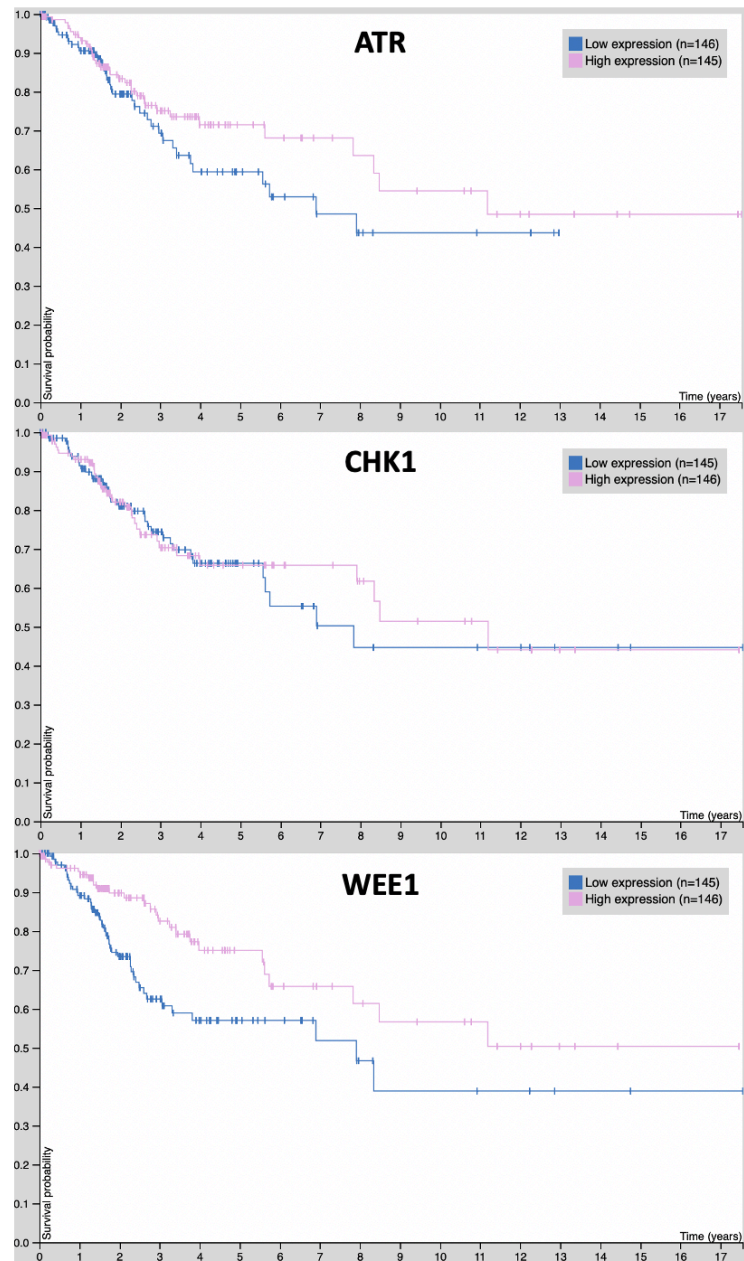 ATR
Low expression (n=146)
High expression (n=145)
1.0
0.9
0.8
0.7
0.6
0.5
0.4
0.3
0.2
0.1
0.0
Survival probability
Time (years)
0 1 2 3 4 5 6 7 8 9 10 11 12 13 14 15 16 17
CHK1
Low expression (n=145)
High expression (n=146)
1.0
0.9
0.8
0.7
0.6
0.5
0.4
0.3
0.2
0.1
0.0
Survival probability
Time (years)
0 1 2 3 4 5 6 7 8 9 10 11 12 13 14 15 16 17
WEE1
Low expression (n=145)
High expression (n=146)
1.0
0.9
0.8
0.7
0.6
0.5
0.4
0.3
0.2
0.1
0.0
Survival probability
Time (years)
0 1 2 3 4 5 6 7 8 9 10 11 12 13 14 15 16 17